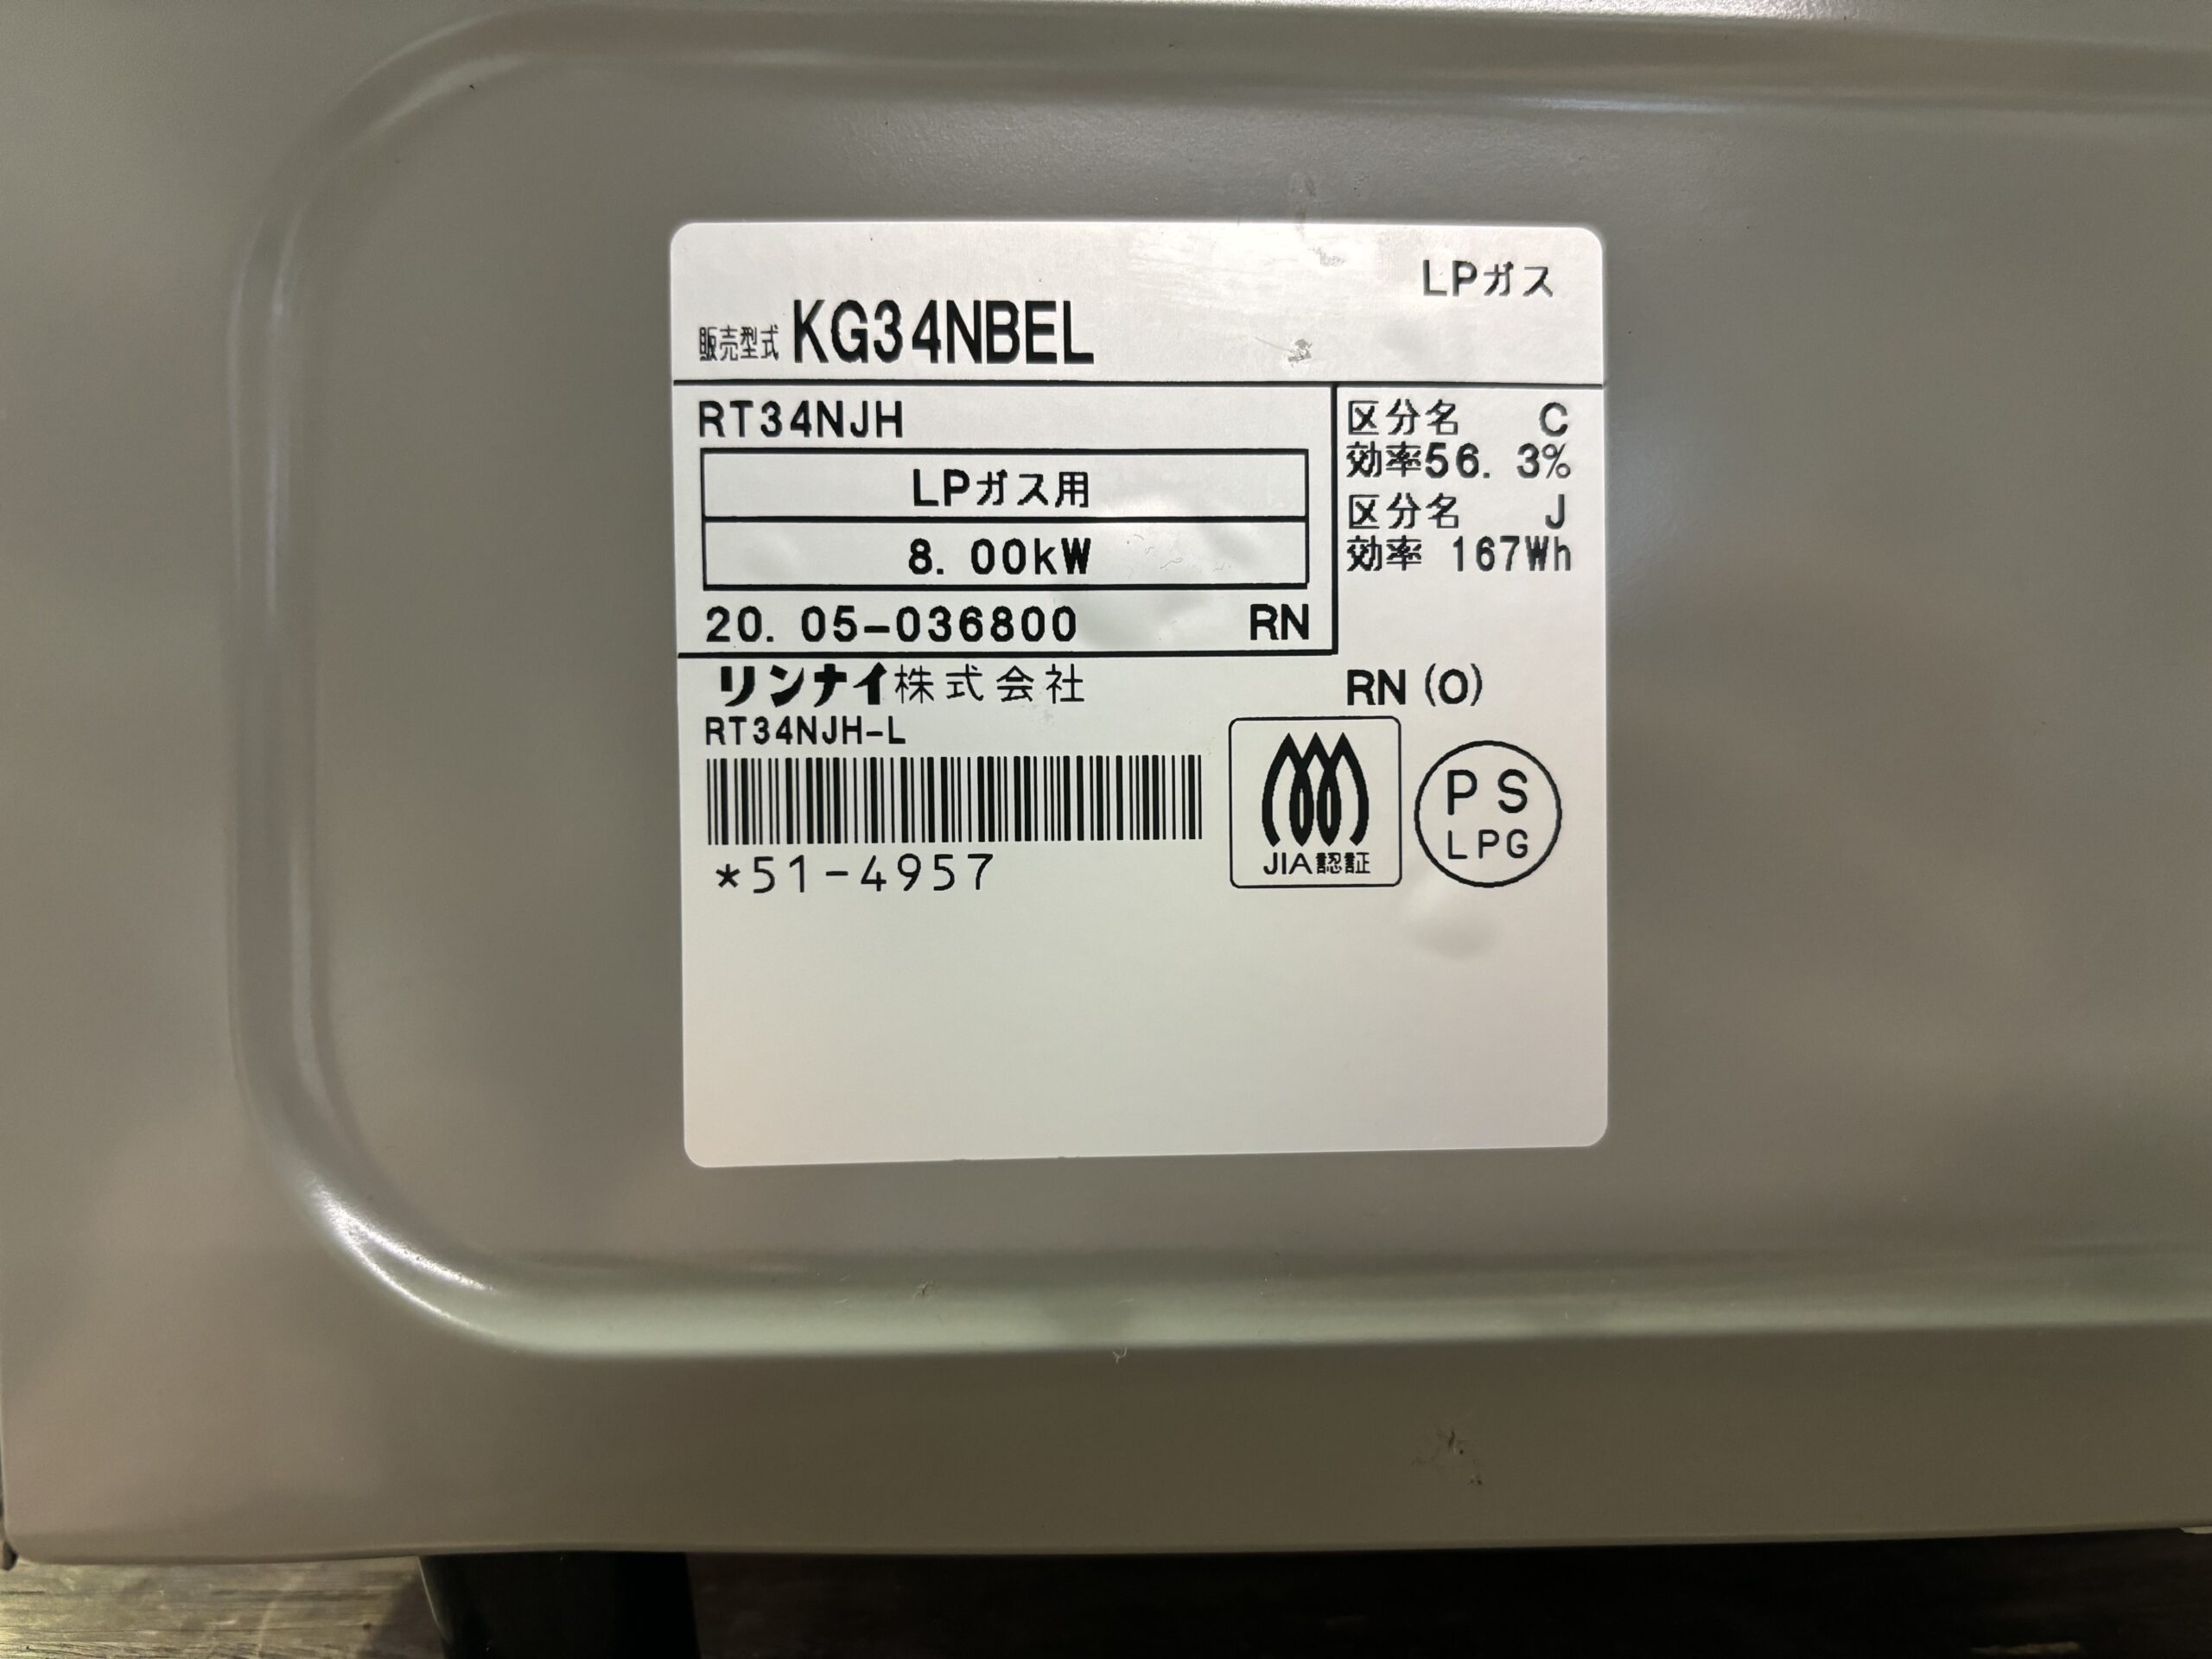 LPガス
販売型式 KG34NBEL
RT34NJH
LPガス用
8. 00kW
20. 05-036800 RN
区分名 C
効率56. 3%
区分名 J
効率 167Wh
リンナイ株式会社 RN (O)
RT34NJH-L
*51-4957
JIA認証
PS
LPG